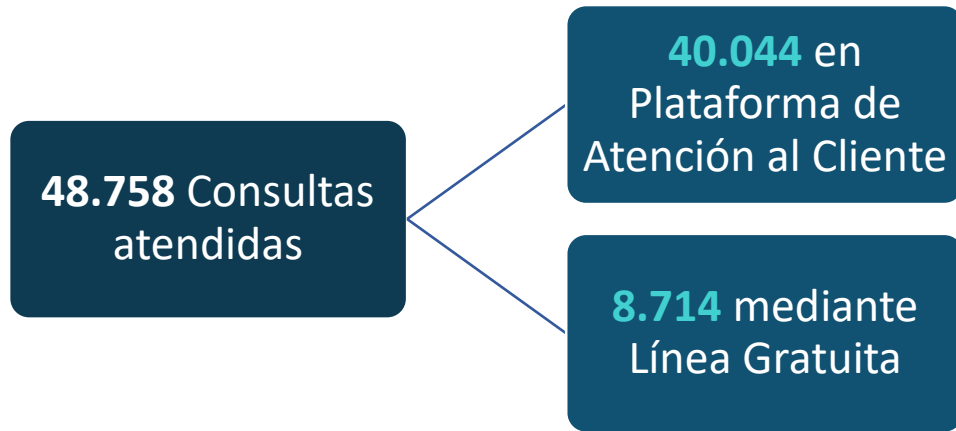 48.758 Consultas
atendidas
40.044 en
Plataforma de
Atención al Cliente
8.714 mediante
Línea Gratuita